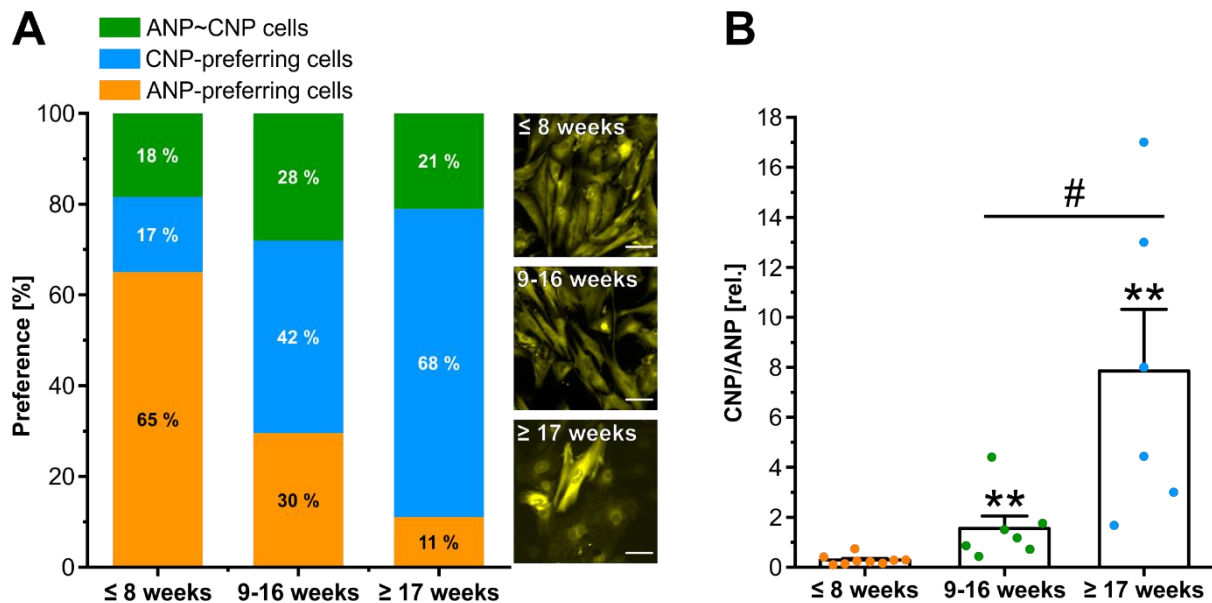 A
ANP~CNP cells
CNP-preferring cells
ANP-preferring cells
Preference [%]
100
80
60
40
20
0
18 %
17 %
65 %
28 %
42 %
30 %
21 %
68 %
11 %
≤ 8 weeks
9-16 weeks
≥ 17 weeks
≤ 8 weeks
9-16 weeks
≥ 17 weeks
B
CNP/ANP [rel.]
18
16
14
12
10
8
6
4
2
0
#
**
**
≤ 8 weeks
9-16 weeks
≥ 17 weeks